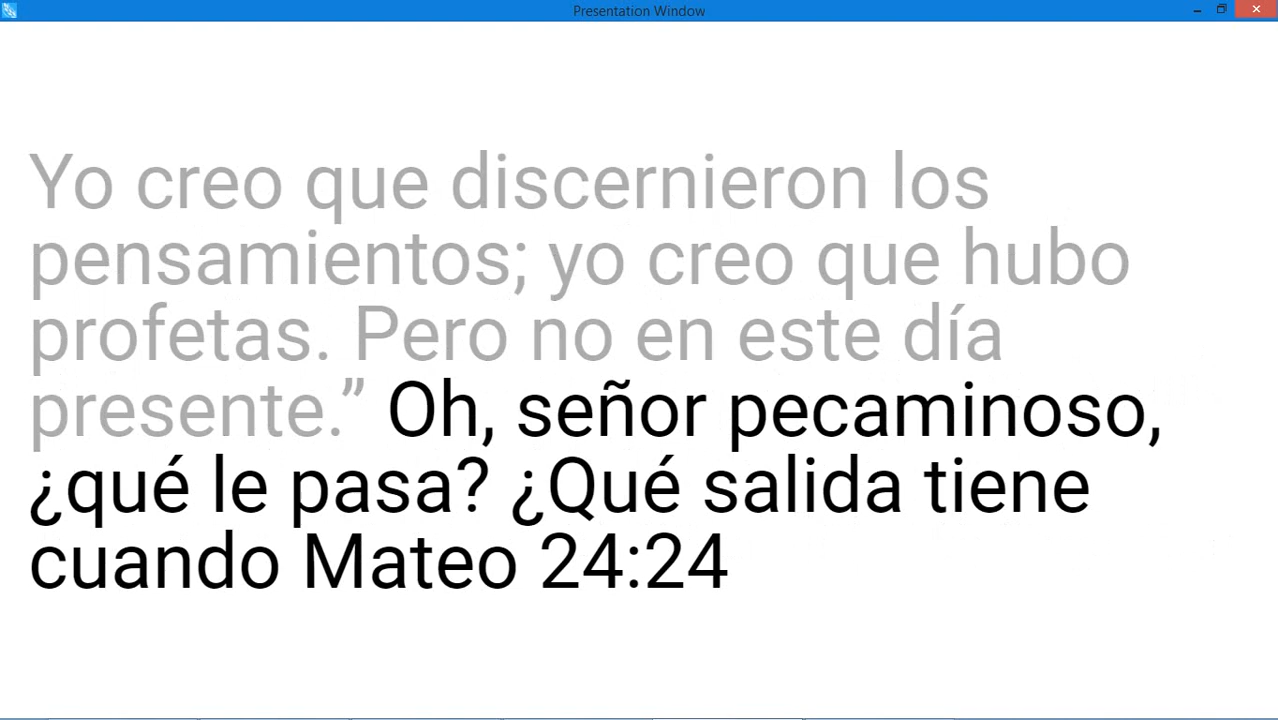 Presentation Window
Yo creo que discernieron los
pensamientos; yo creo que hubo
profetas. Pero no en este día
presente.” Oh, señor pecaminoso,
¿qué le pasa? ¿Qué salida tiene
cuando Mateo 24:24